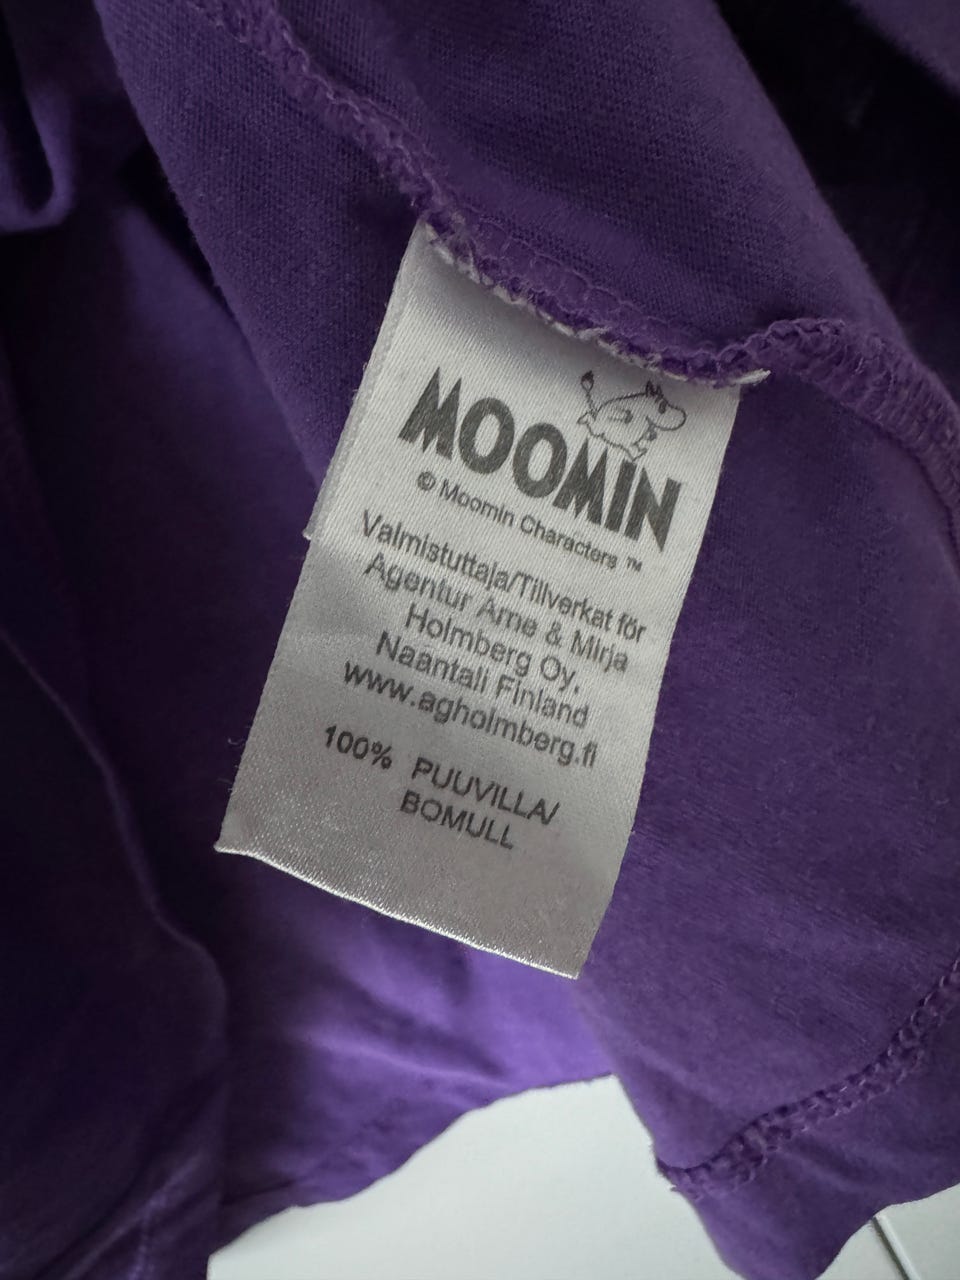 MOOMIN
© Moomin Characters ™
Valmistuttaja/Tillverkat för
Agentur Arne & Mirja
Holmberg Oy,
Naantali Finland
www.agholmberg.fi
100% PUUVILLA/
BOMULL